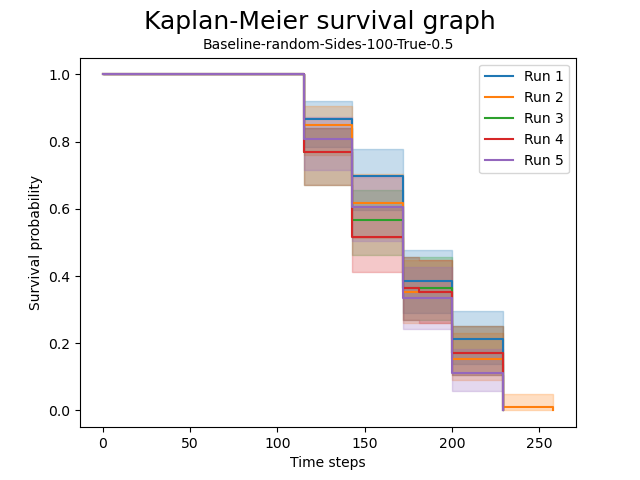 Kaplan-Meier survival graph
Baseline-random-Sides-100-True-0.5
Survival probability
1.0
0.8
0.6
0.4
0.2
0.0
Run 1
Run 2
Run 3
Run 4
Run 5
0 50 100 150 200 250
Time steps